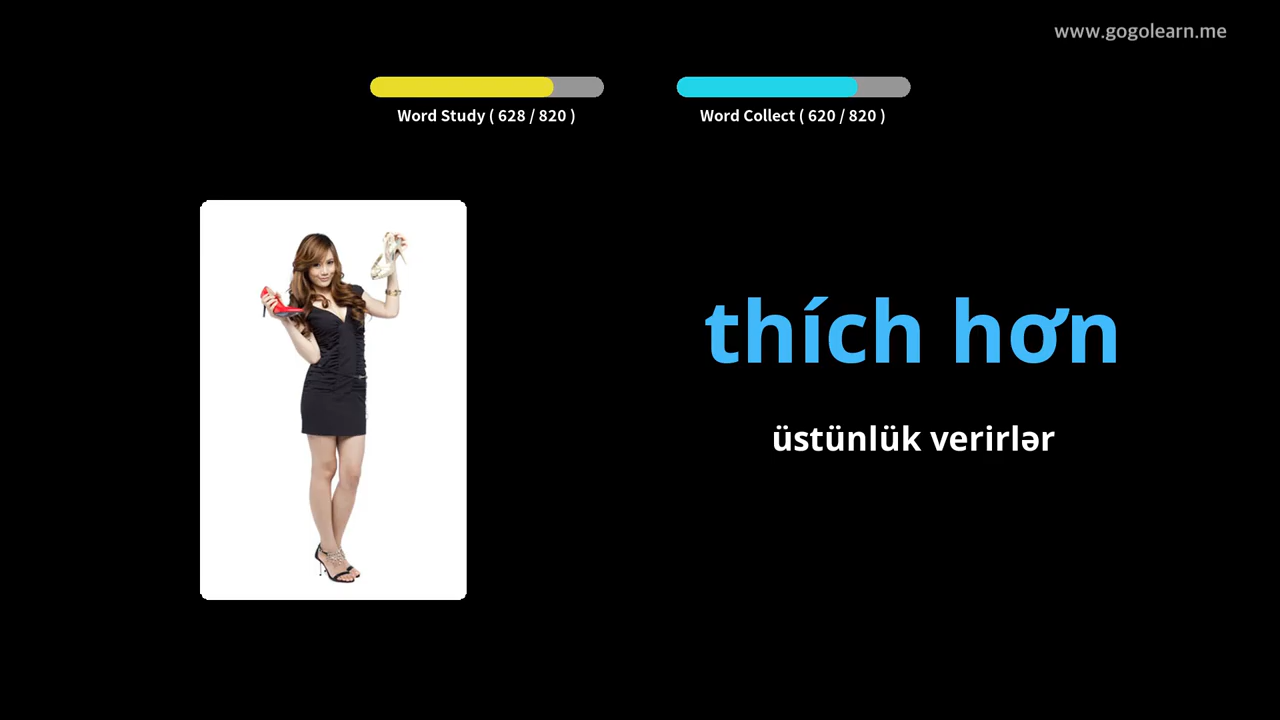 www.gogolearn.me
Word Study ( 628 / 820 )
Word Collect ( 620 / 820 )
thích hơn
üstünlük verirlər